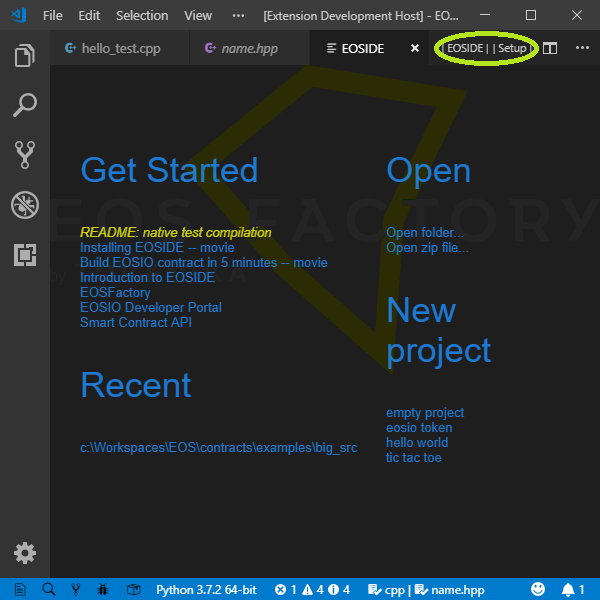 File Edit Selection View ··· [Extension Development Host] - EO...
hello_test.cpp name.hpp EOSIDE | EOSIDE | | Setup |
Get Started
README: native test compilation
Installing EOSIDE -- movie
Build EOSIO contract in 5 minutes -- movie
Introduction to EOSIDE
EOSFactory
EOSIO Developer Portal
Smart Contract API
Recent
c:\Workspaces\EOS\contracts\examples\big_src
Open
Open folder...
Open zip file...
New
project
empty project
eosio token
hello world
tic tac toe
EOS FACTORY
by
Python 3.7.2 64-bit 1 4 4 cpp | name.hpp 1